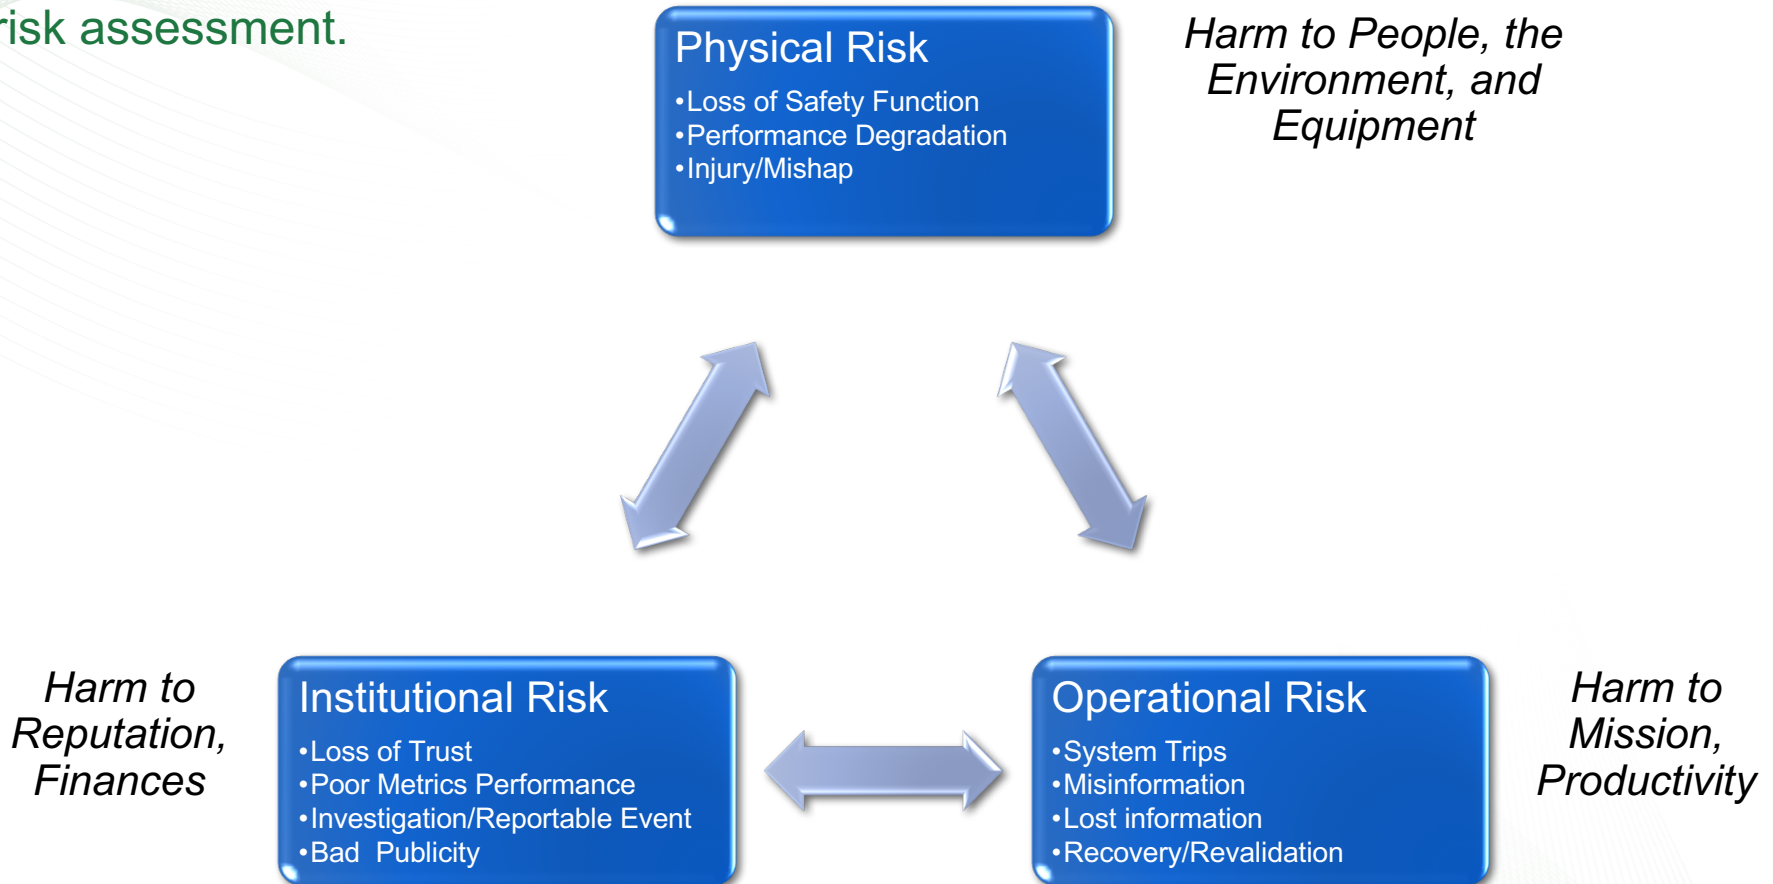 risk assessment.
Physical Risk
•Loss of Safety Function
•Performance Degradation
•Injury/Mishap
Harm to People, the
Environment, and
Equipment
Harm to
Reputation,
Finances
Institutional Risk
•Loss of Trust
•Poor Metrics Performance
•Investigation/Reportable Event
•Bad  Publicity
Operational Risk
•System Trips
•Misinformation
•Lost information
•Recovery/Revalidation
Harm to
Mission,
Productivity